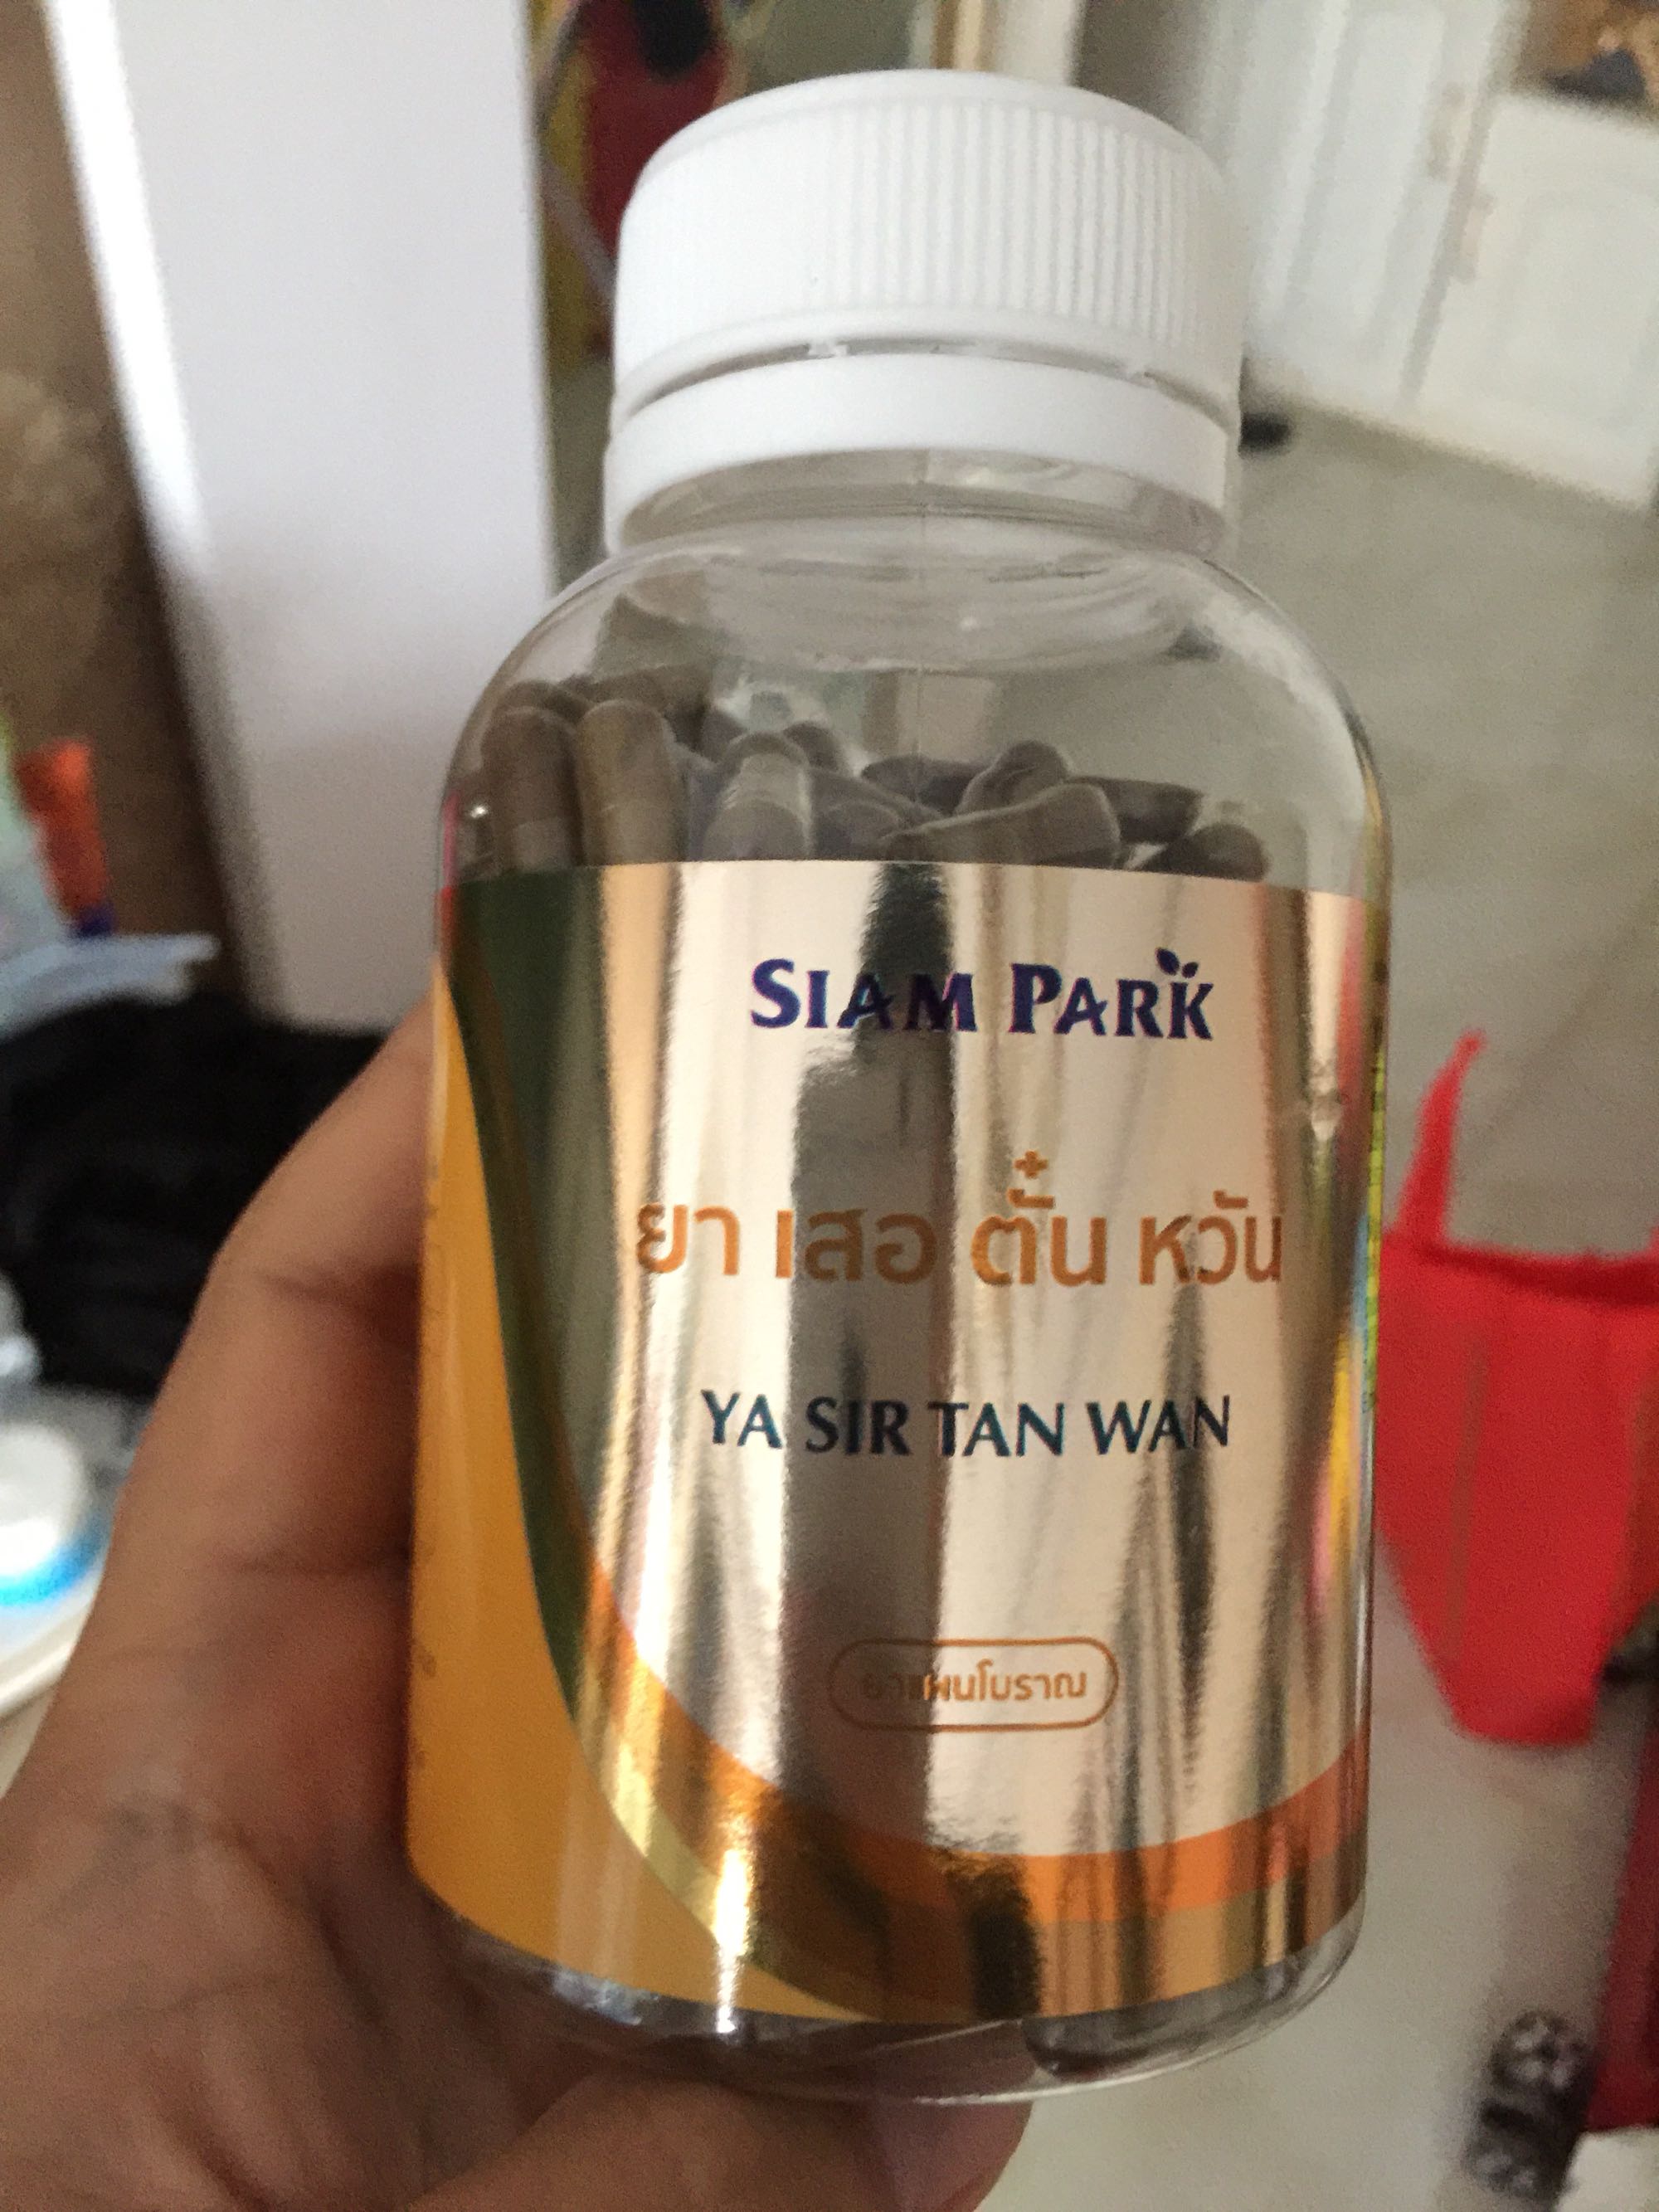 SIAM PARK
ยา เสอ ตั๋น หวัน
YA SIR TAN WAN
ยาแผนโบราณ